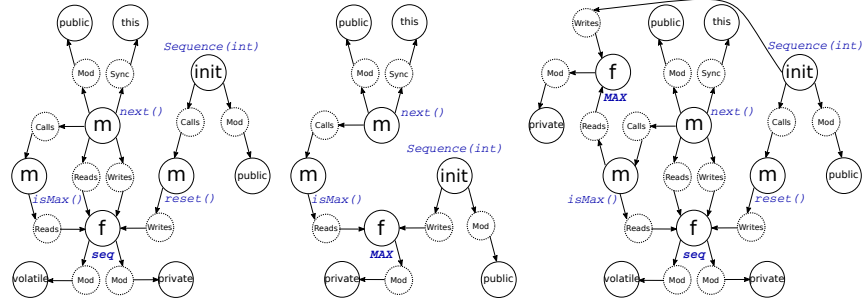 public
this
Sequence(int)
Mod
Sync
init
next()
Calls
m
Calls
Mod
m
Reads
Writes
m
public
isMax()
reset()
Reads
f
Writes
seq
volatile
Mod
Mod
private
public
this
Mod
Sync
next()
Calls
m
Sequence(int)
m
init
isMax()
Reads
f
Writes
Mod
MAX
private
Mod
public
Writes
public
this
Sequence(int)
Mod
f
Mod
Sync
init
MAX
next()
private
Reads
Calls
m
Calls
Mod
m
Reads
Writes
m
public
isMax()
reset()
Reads
f
Writes
seq
volatile
Mod
Mod
private